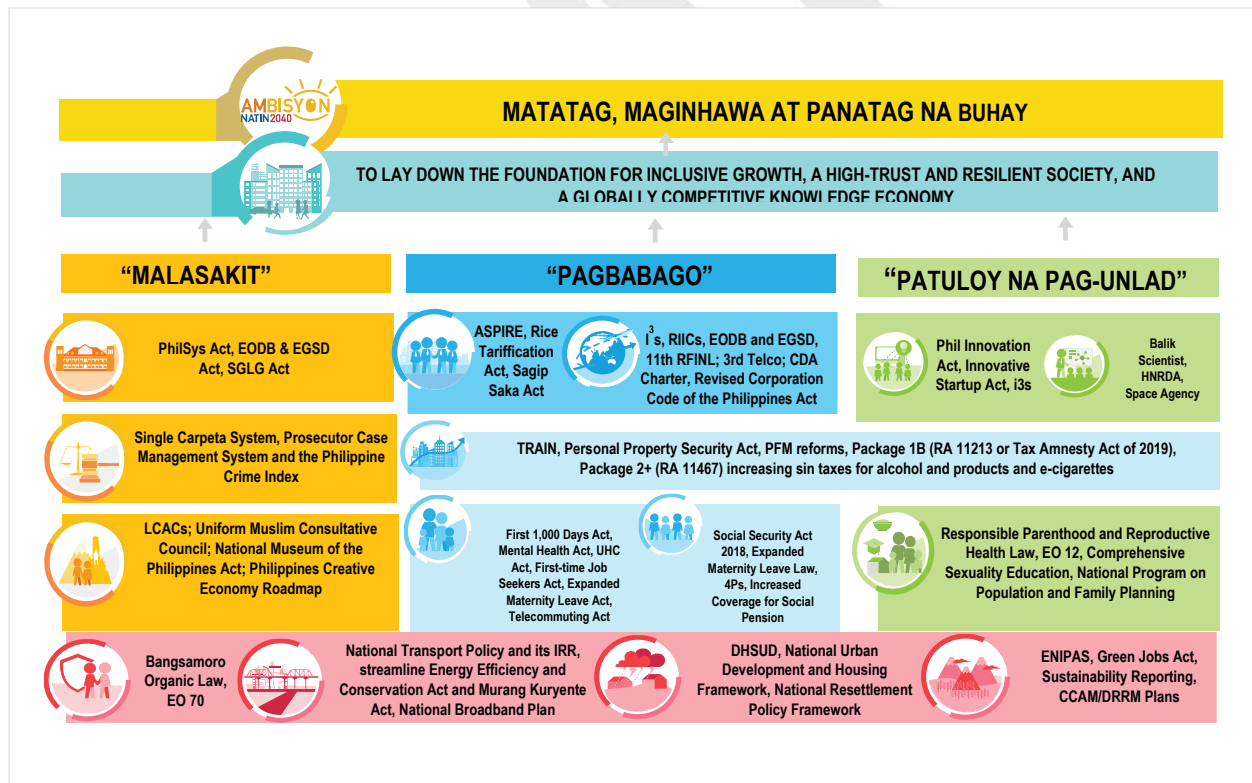 AMBISYON
NATIN 2040
MATATAG, MAGINHAWA AT PANATAG NA BUHAY
TO LAY DOWN THE FOUNDATION FOR INCLUSIVE GROWTH, A HIGH-TRUST AND RESILIENT SOCIETY, AND
A GLOBALLY COMPETITIVE KNOWLEDGE ECONOMY
“MALASAKIT”
PhilSys Act, EODB & EGSD
Act, SGLG Act
Single Carpeta System, Prosecutor Case
Management System and the Philippine
Crime Index
LCACs; Uniform Muslim Consultative
Council; National Museum of the
Philippines Act; Philippines Creative
Economy Roadmap
“PAGBABAGO”
ASPIRE, Rice
Tariffication
Act, Sagip
Saka Act
I³s, RIICs, EODB and EGSD,
11th RFINL; 3rd Telco; CDA
Charter, Revised Corporation
Code of the Philippines Act
“PATULOY NA PAG-UNLAD”
Phil Innovation
Act, Innovative
Startup Act, i3s
Balik
Scientist,
HNRDA,
Space Agency
TRAIN, Personal Property Security Act, PFM reforms, Package 1B (RA 11213 or Tax Amnesty Act of 2019),
Package 2+ (RA 11467) increasing sin taxes for alcohol and products and e-cigarettes
First 1,000 Days Act,
Mental Health Act, UHC
Act, First-time Job
Seekers Act, Expanded
Maternity Leave Act,
Telecommuting Act
Social Security Act
2018, Expanded
Maternity Leave Law,
4Ps, Increased
Coverage for Social
Pension
Responsible Parenthood and Reproductive
Health Law, EO 12, Comprehensive
Sexuality Education, National Program on
Population and Family Planning
Bangsamoro
Organic Law,
EO 70
National Transport Policy and its IRR,
streamline Energy Efficiency and
Conservation Act and Murang Kuryente
Act, National Broadband Plan
DHSUD, National Urban
Development and Housing
Framework, National Resettlement
Policy Framework
ENIPAS, Green Jobs Act,
Sustainability Reporting,
CCAM/DRRM Plans